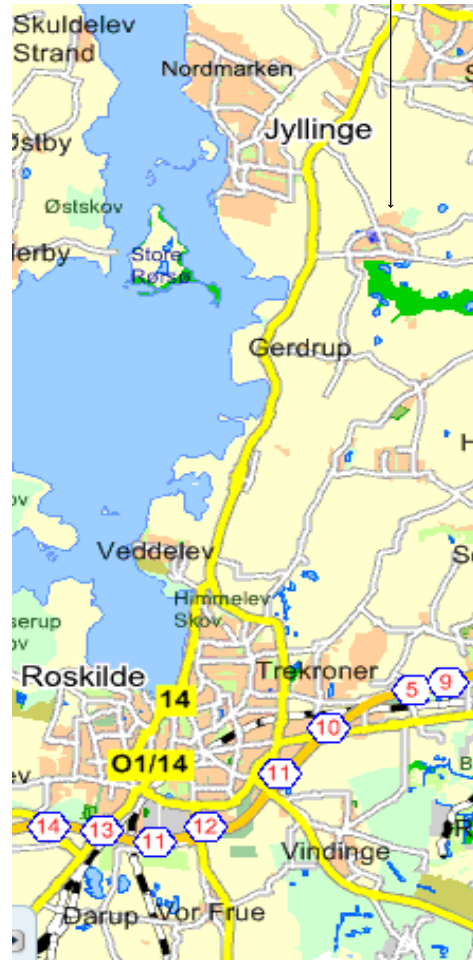 Skuldelev
Strand
Nordmarken
Jyllinge
Østby
Østskov
Store
Rørsø
Gerdrup
Veddelev
Himmelev
Skov
Trekroner
Roskilde
14
5
9
10
O1/14
11
14
13
11
12
Vindinge
Darup
Vor Frue